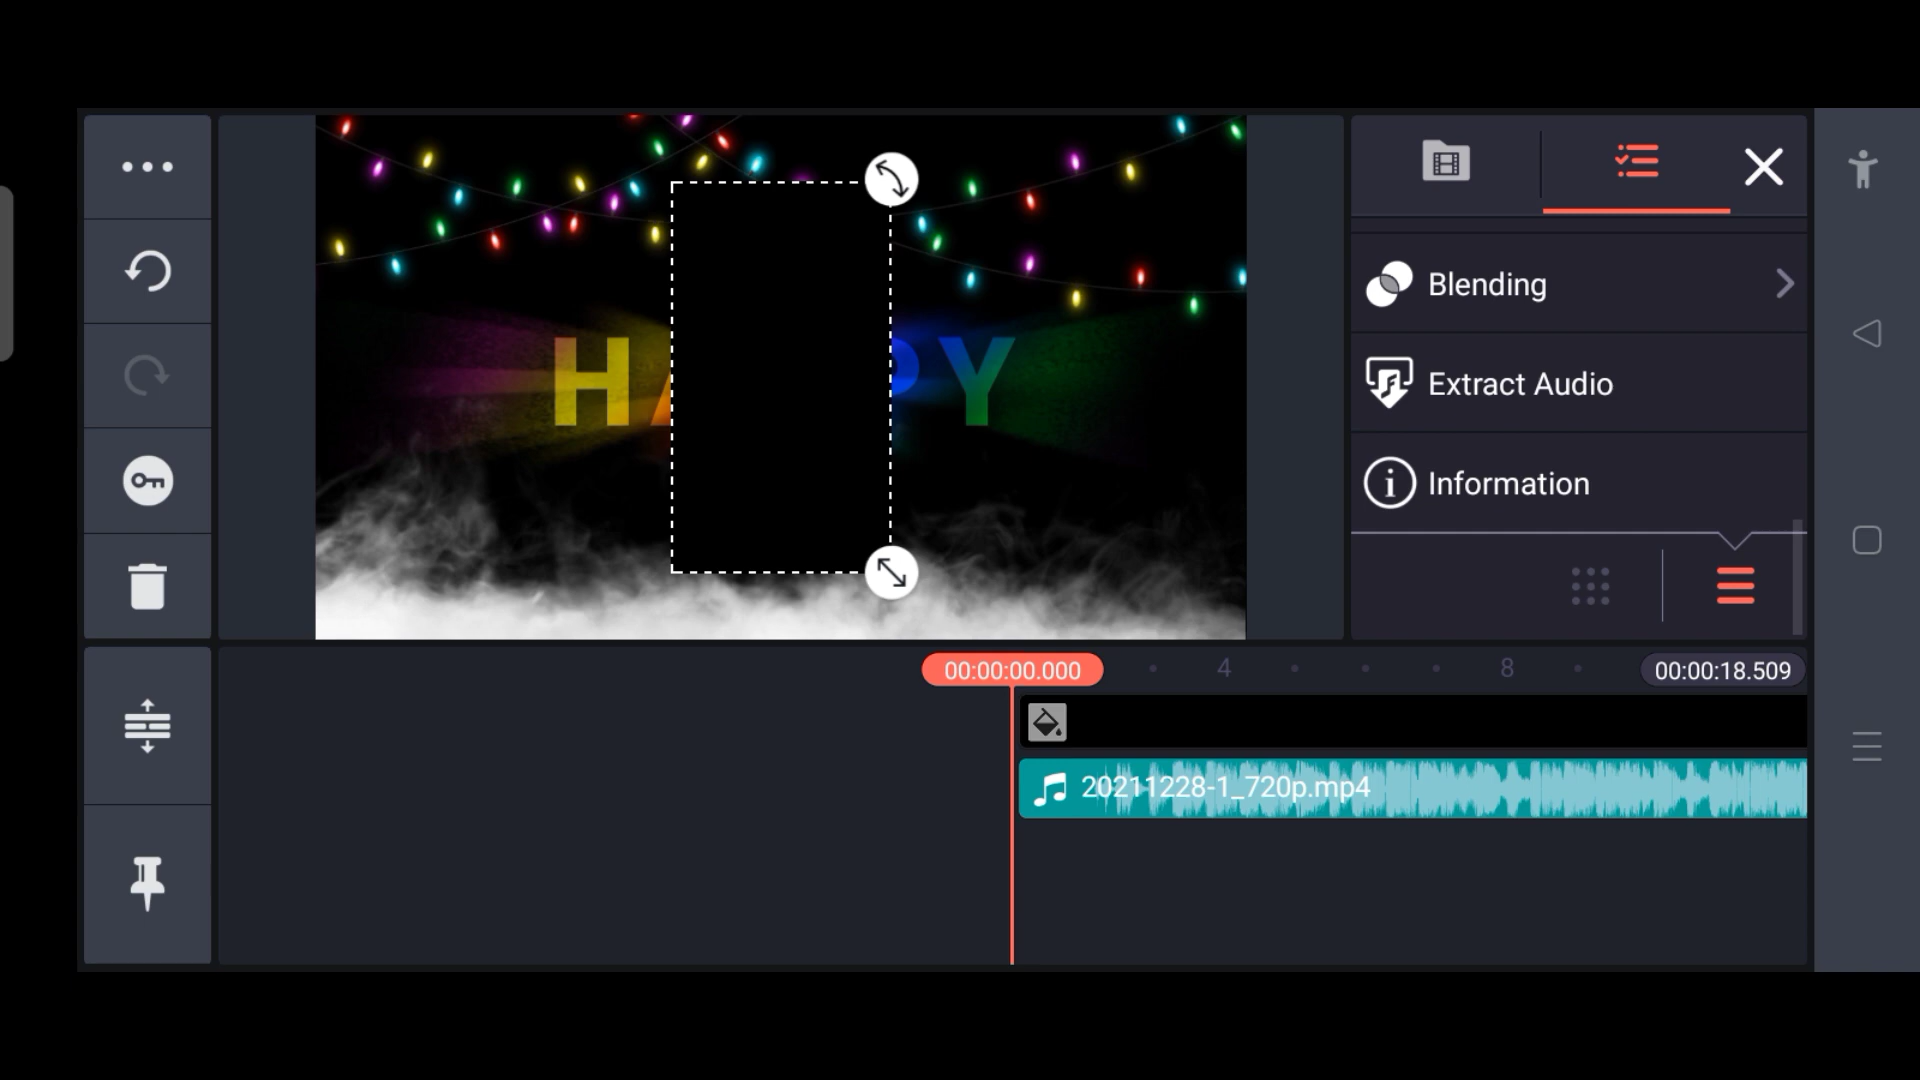 Blending
Extract Audio
Information
H
P Y
00:00:00.000
4
8
00:00:18.509
20211228-1_720p.mp4